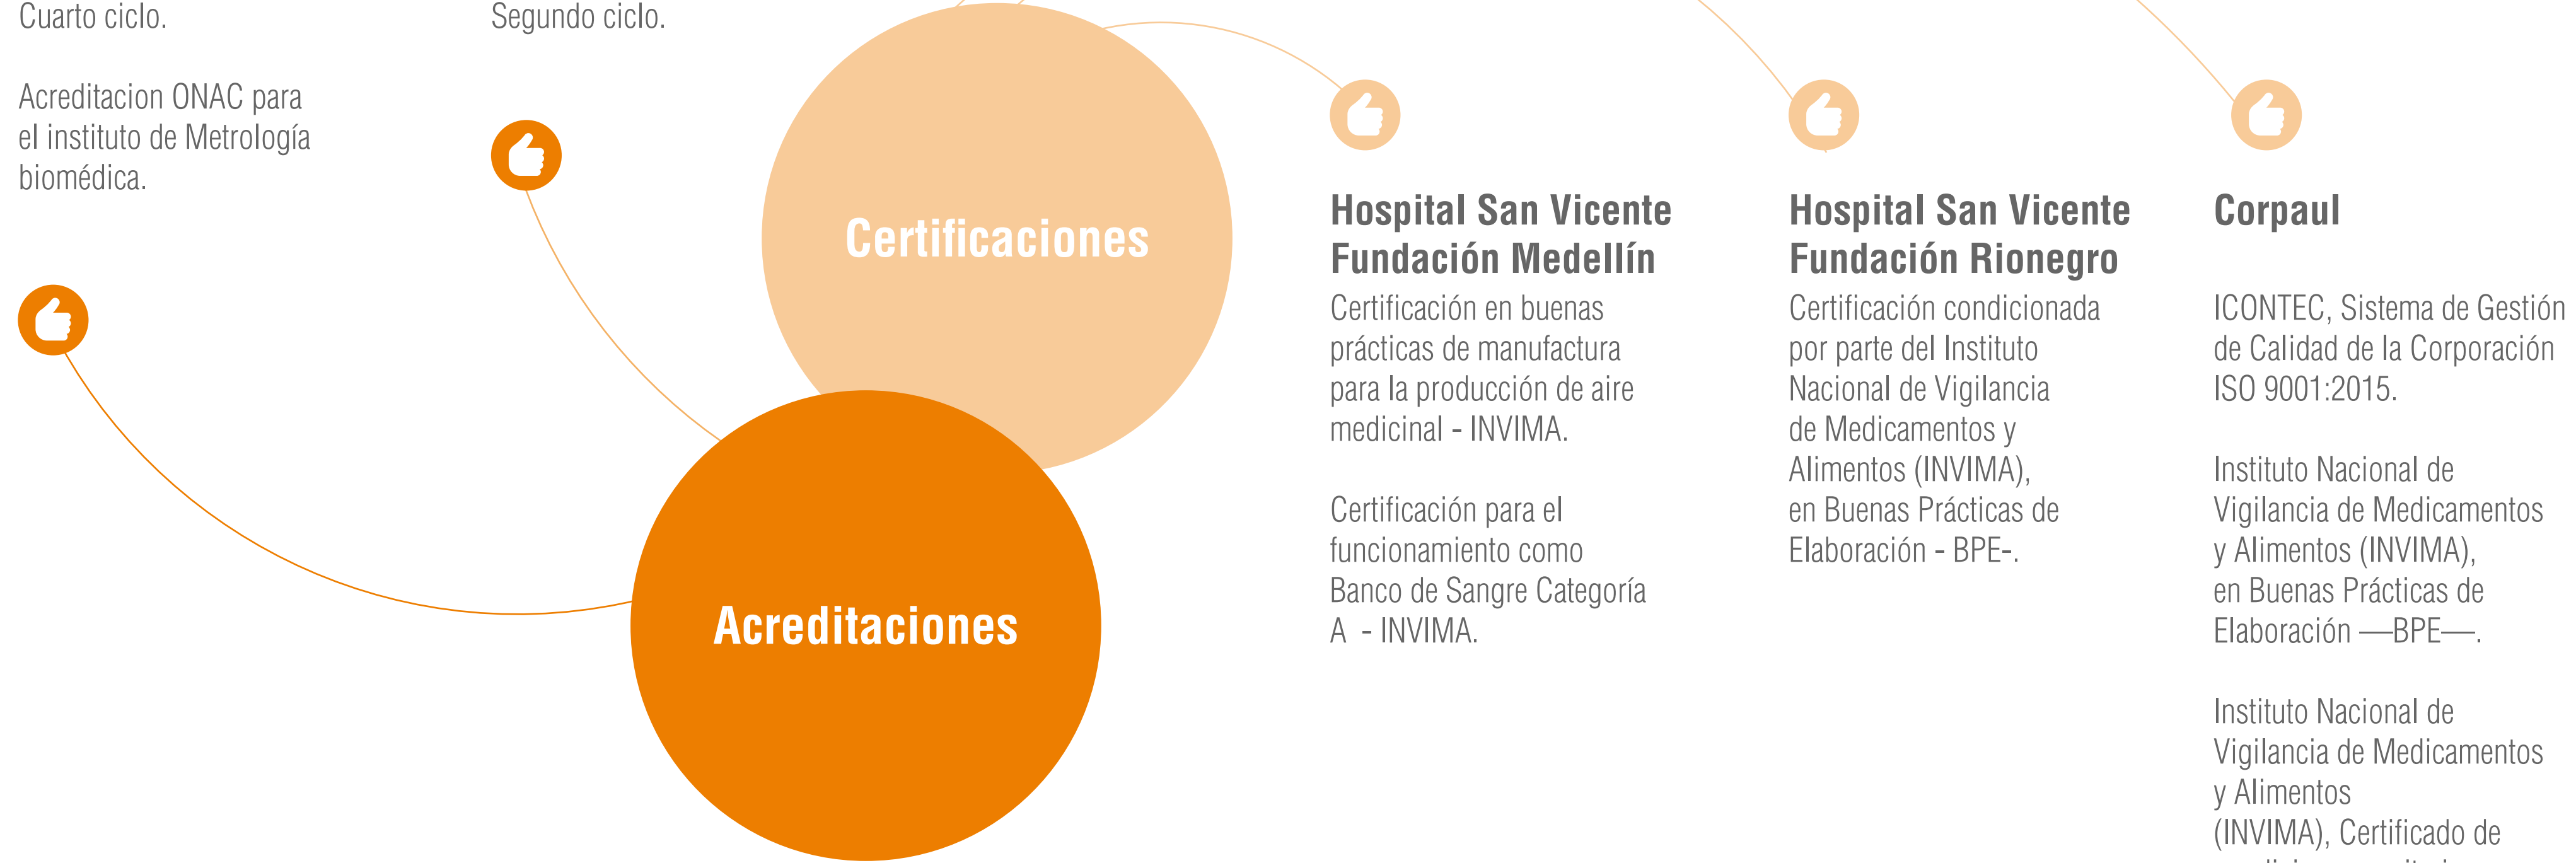 Cuarto ciclo.
Acreditacion ONAC para
el instituto de Metrología
biomédica.
Segundo ciclo.
Certificaciones
Acreditaciones
Hospital San Vicente
Fundación Medellín
Certificación en buenas
prácticas de manufactura
para la producción de aire
medicinal - INVIMA.
Certificación para el
funcionamiento como
Banco de Sangre Categoría
A  - INVIMA.
Hospital San Vicente
Fundación Rionegro
Certificación condicionada
por parte del Instituto
Nacional de Vigilancia
de Medicamentos y
Alimentos (INVIMA),
en Buenas Prácticas de
Elaboración - BPE-.
Corpaul
ICONTEC, Sistema de Gestión
de Calidad de la Corporación
ISO 9001:2015.
Instituto Nacional de
Vigilancia de Medicamentos
y Alimentos (INVIMA),
en Buenas Prácticas de
Elaboración —BPE—.
Instituto Nacional de
Vigilancia de Medicamentos
y Alimentos
(INVIMA), Certificado de